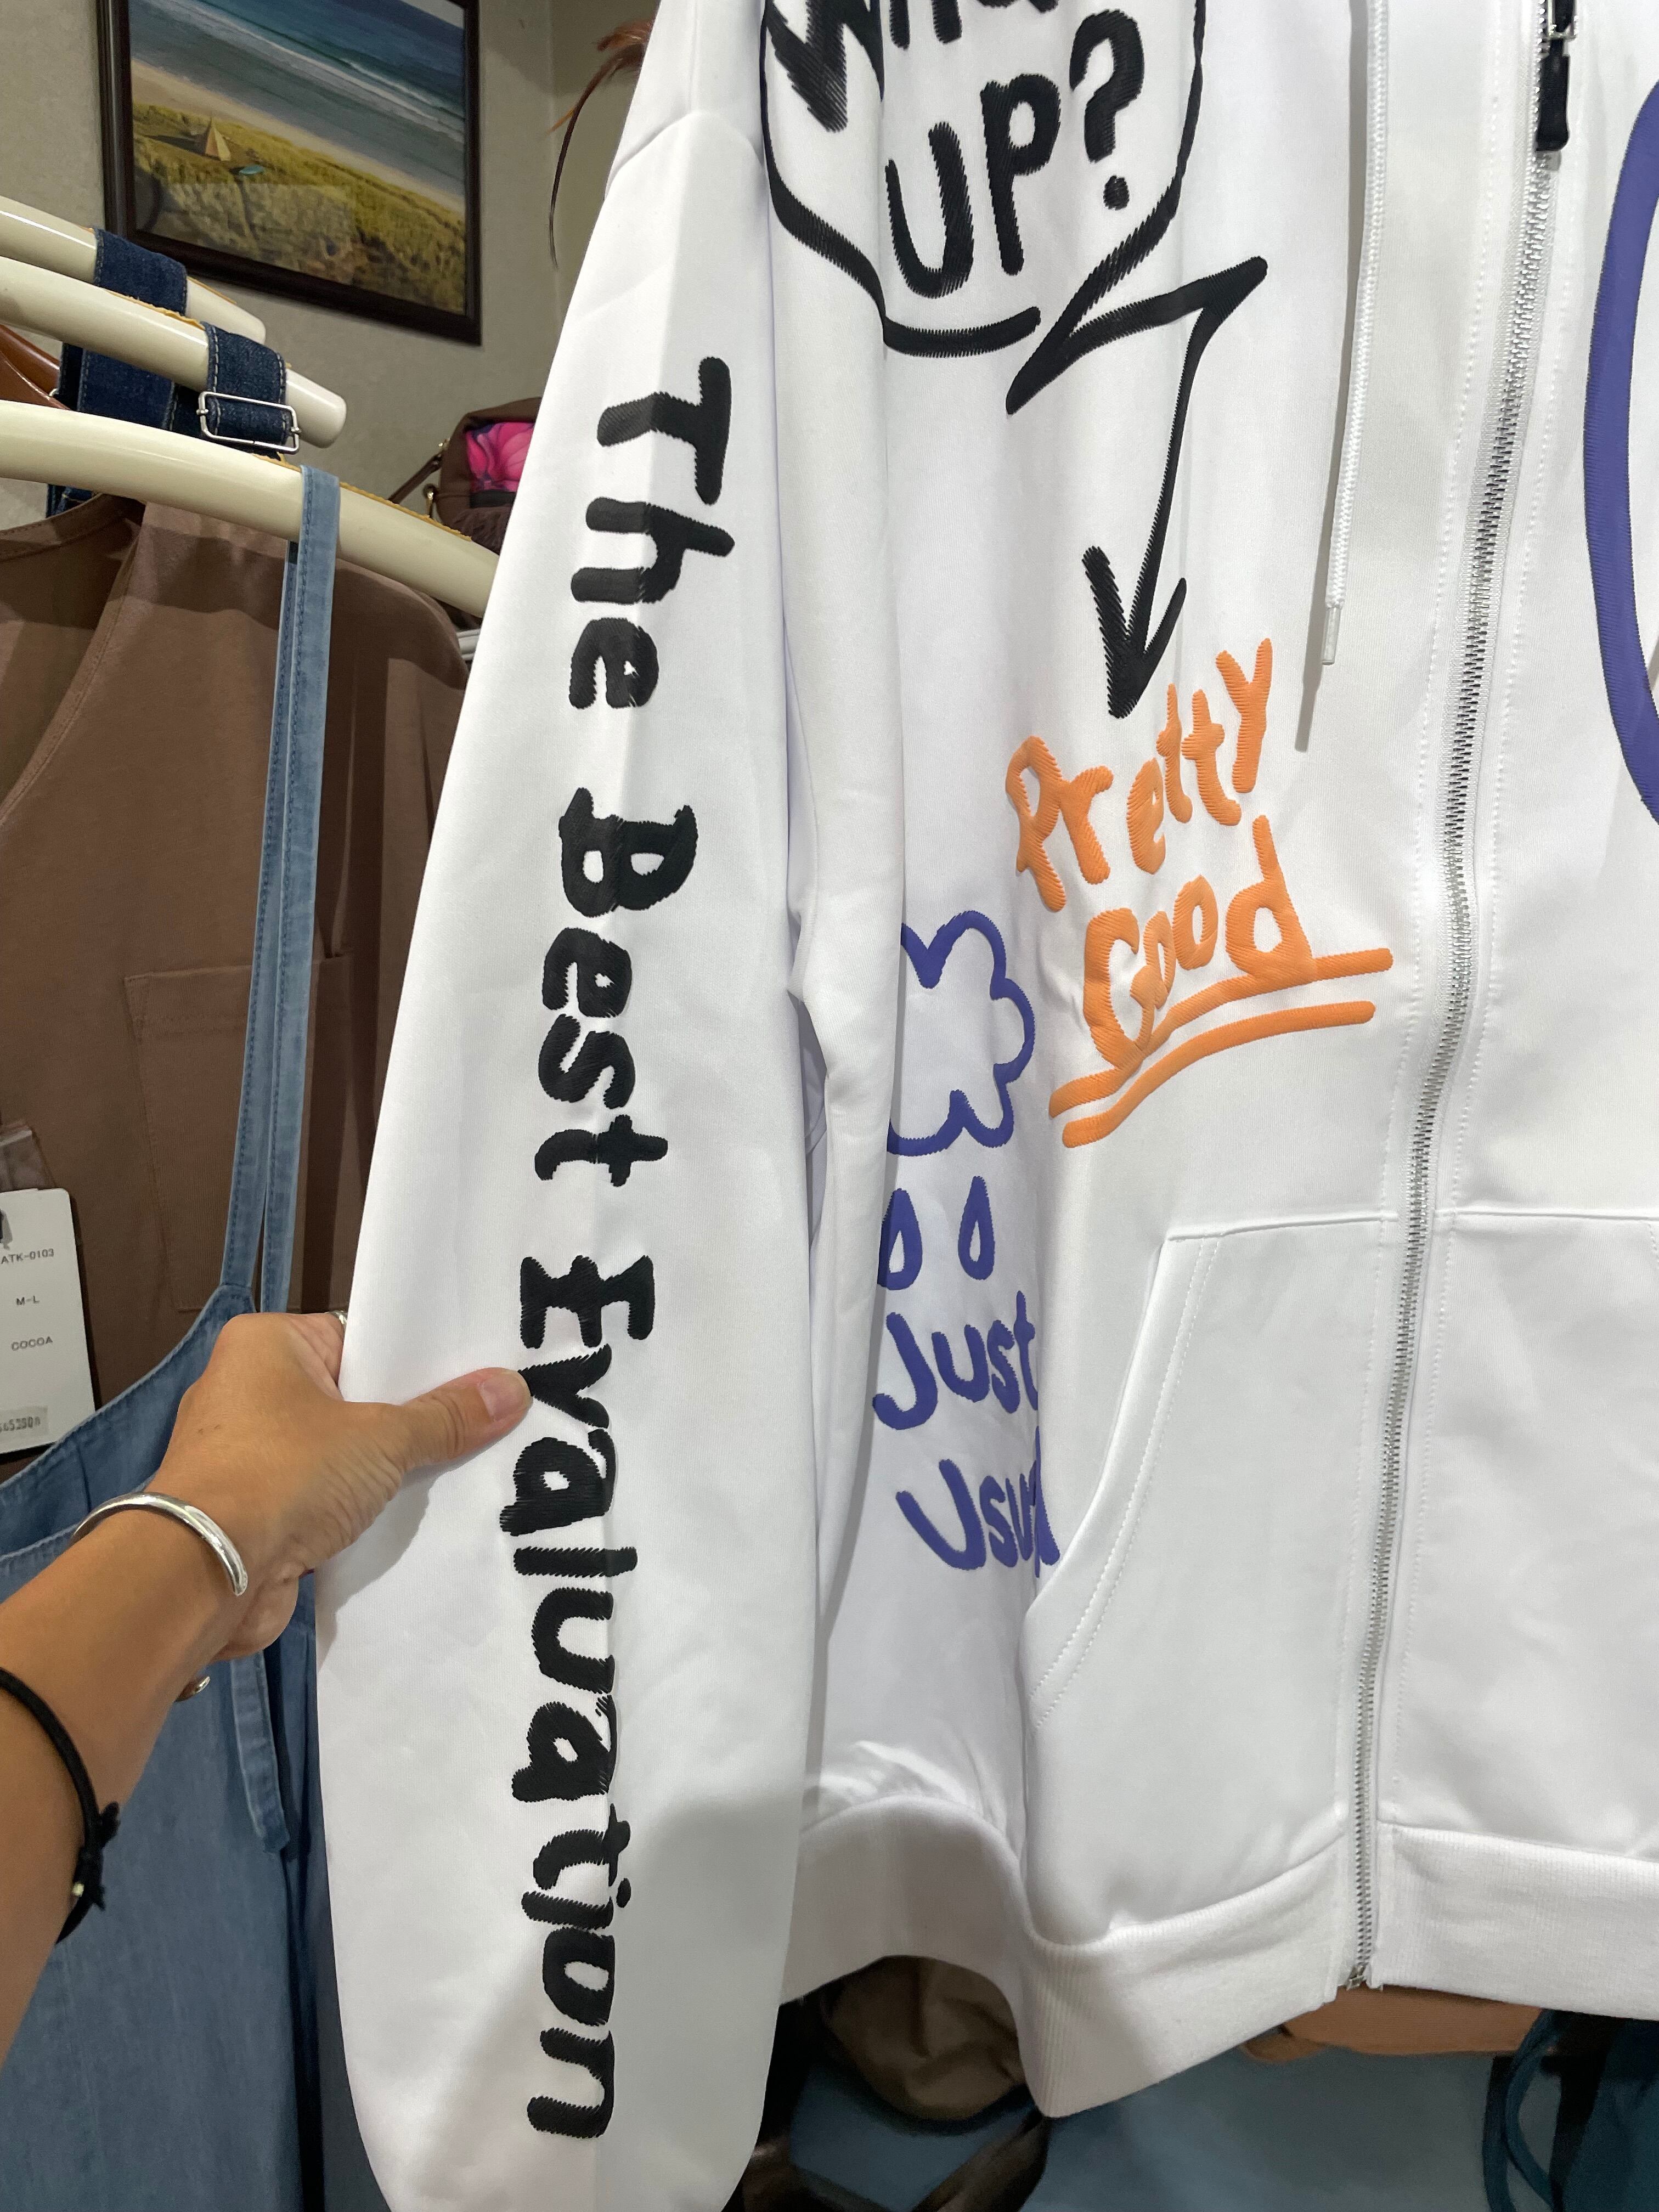 UP?
The Best Evaluation
Pretty
Good
Just
ATK-0103
M-L
COCOA